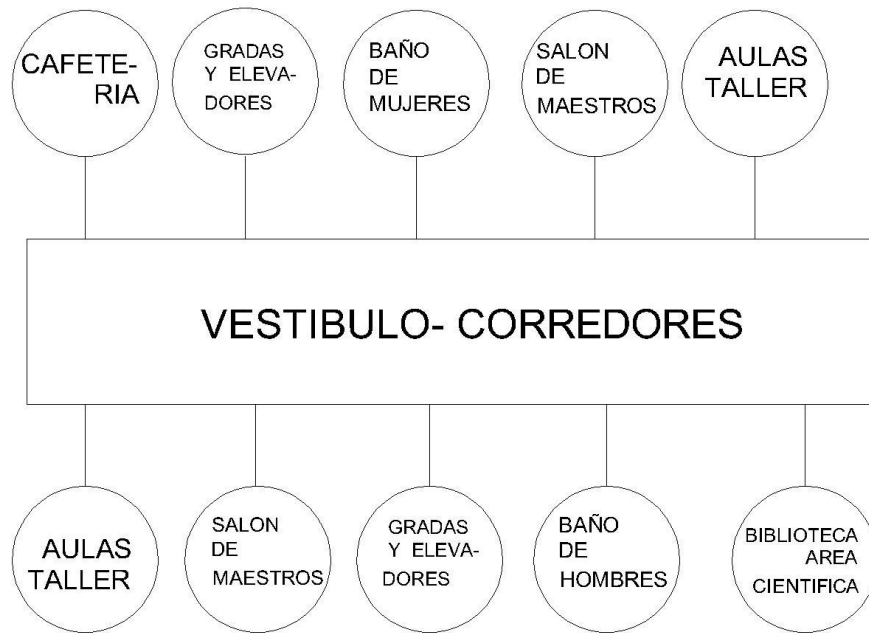 CAFETE-
RIA
GRADAS
Y ELEVA-
DORES
BAÑO
DE
MUJERES
SALON
DE
MAESTROS
AULAS
TALLER
VESTIBULO- CORREDORES
AULAS
TALLER
SALON
DE
MAESTROS
GRADAS
Y ELEVA-
DORES
BAÑO
DE
HOMBRES
BIBLIOTECA
AREA
CIENTIFICA